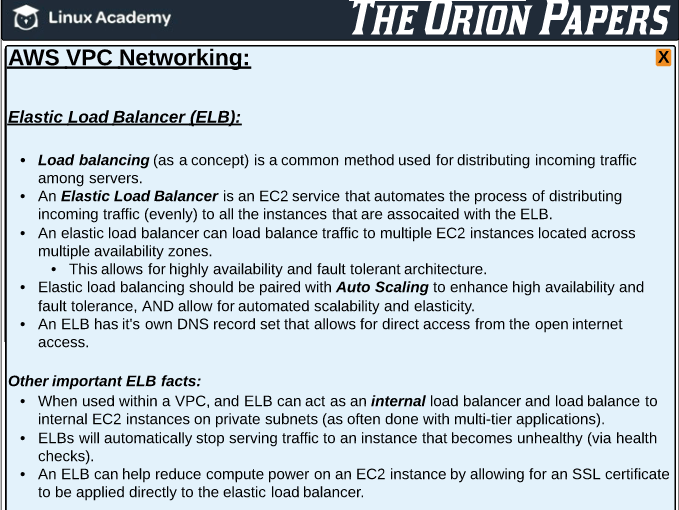 Linux Academy
THE ORION PAPERS
AWS VPC Networking:
X
Elastic Load Balancer (ELB):
• Load balancing (as a concept) is a common method used for distributing incoming traffic
among servers.
• An Elastic Load Balancer is an EC2 service that automates the process of distributing
incoming traffic (evenly) to all the instances that are assocaited with the ELB.
• An elastic load balancer can load balance traffic to multiple EC2 instances located across
multiple availability zones.
• This allows for highly availability and fault tolerant architecture.
• Elastic load balancing should be paired with Auto Scaling to enhance high availability and
fault tolerance, AND allow for automated scalability and elasticity.
• An ELB has it's own DNS record set that allows for direct access from the open internet
access.
Other important ELB facts:
• When used within a VPC, and ELB can act as an internal load balancer and load balance to
internal EC2 instances on private subnets (as often done with multi-tier applications).
• ELBs will automatically stop serving traffic to an instance that becomes unhealthy (via health
checks).
• An ELB can help reduce compute power on an EC2 instance by allowing for an SSL certificate
to be applied directly to the elastic load balancer.